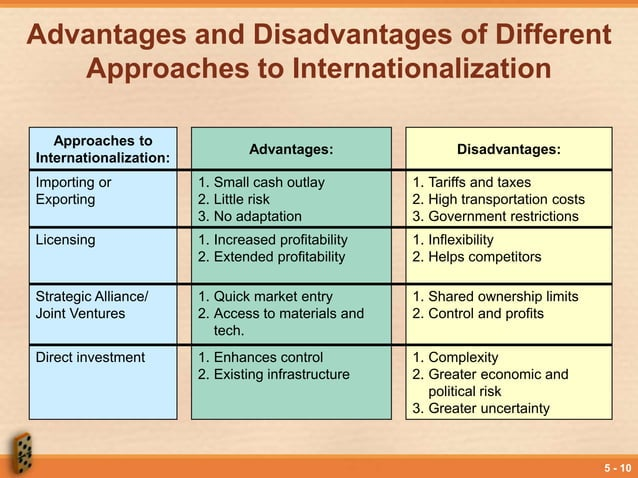 Advantages and Disadvantages of Different
Approaches to Internationalization
Approaches to
Internationalization:
Advantages:
Disadvantages:
Importing or
Exporting
1. Small cash outlay
2. Little risk
3. No adaptation
1. Tariffs and taxes
2. High transportation costs
3. Government restrictions
Licensing
1. Increased profitability
2. Extended profitability
1. Inflexibility
2. Helps competitors
Strategic Alliance/
Joint Ventures
1. Quick market entry
2. Access to materials and
tech.
1. Shared ownership limits
2. Control and profits
Direct investment
1. Enhances control
2. Existing infrastructure
1. Complexity
2. Greater economic and
political risk
3. Greater uncertainty
5 - 10